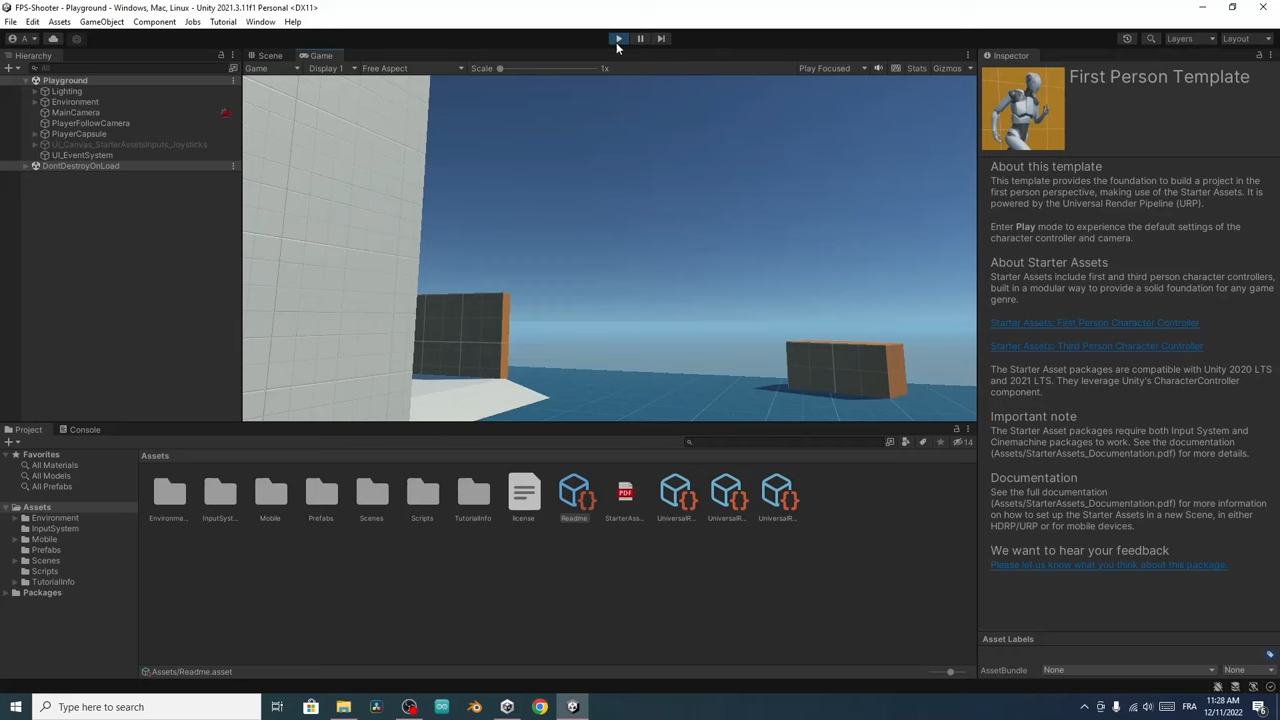 FPS-Shooter - Playground - Windows, Mac, Linux - Unity 2021.3.11f1 Personal <DX11>
File Edit Assets GameObject Component Jobs Tutorial Window Help
A
Layers Layout
Hierarchy
Scene Game
Inspector
All
Game Display 1 Free Aspect Scale 1x Play Focused Stats Gizmos
Playground
Lighting
Environment
MainCamera
PlayerFollowCamera
PlayerCapsule
UI_Canvas_StarterAssetsInputs_Joysticks
UI_EventSystem
DontDestroyOnLoad
First Person Template
About this template
This template provides the foundation to build a project in the
first person perspective, making use of the Starter Assets. It is
powered by the Universal Render Pipeline (URP).
Enter Play mode to experience the default settings of the
character controller and camera.
About Starter Assets
Starter Assets include first and third person character controllers,
built in a modular way to provide a solid foundation for any game
genre.
Starter Assets: First Person Character Controller
Starter Assets: Third Person Character Controller
The Starter Asset packages are compatible with Unity 2020 LTS
and 2021 LTS. They leverage Unity's CharacterController
component.
Important note
The Starter Asset packages require both Input System and
Cinemachine packages to work. See the documentation
(Assets/StarterAssets_Documentation.pdf) for more details.
Documentation
See the full documentation
(Assets/StarterAssets_Documentation.pdf) for more information
on how to set up the Starter Assets in a new Scene, in either
HDRP/URP or for mobile devices.
We want to hear your feedback
Please let us know what you think about this package.
Asset Labels
AssetBundle None None
Project Console
14
Favorites
All Materials
All Models
All Prefabs
Assets
Environment
InputSystem
Mobile
Prefabs
Scenes
Scripts
TutorialInfo
Packages
Assets
Environme... InputSyst... Mobile Prefabs Scenes Scripts TutorialInfo license Readme StarterAss... UniversalR... UniversalR... UniversalR...
PDF
Assets/Readme.asset
Type here to search
FRA
11:28 AM
12/11/2022